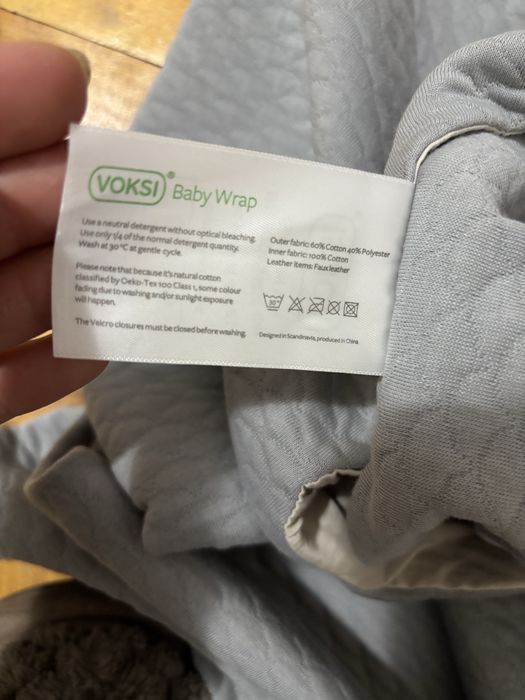 VOKSI® Baby Wrap
Use a neutral detergent without optical bleaching.
Use only 1/4 of the normal detergent quantity.
Wash at 30°C at gentle cycle.
Please note that because it's natural cotton
classified by Oeko-Tex 100 Class 1, some colour
fading due to washing and/or sunlight exposure
will happen.
The Velcro closures must be closed before washing.
Outer fabric: 60% Cotton 40% Polyester
Inner fabric: 100% Cotton
Leather items: Faux leather
30°
Designed in Scandinavia, produced in China